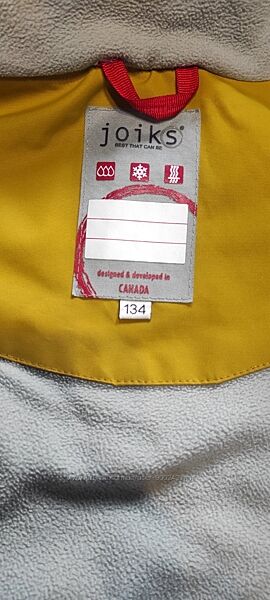 joiks
BEST THAT CAN BE
designed & developed in
CANADA
134